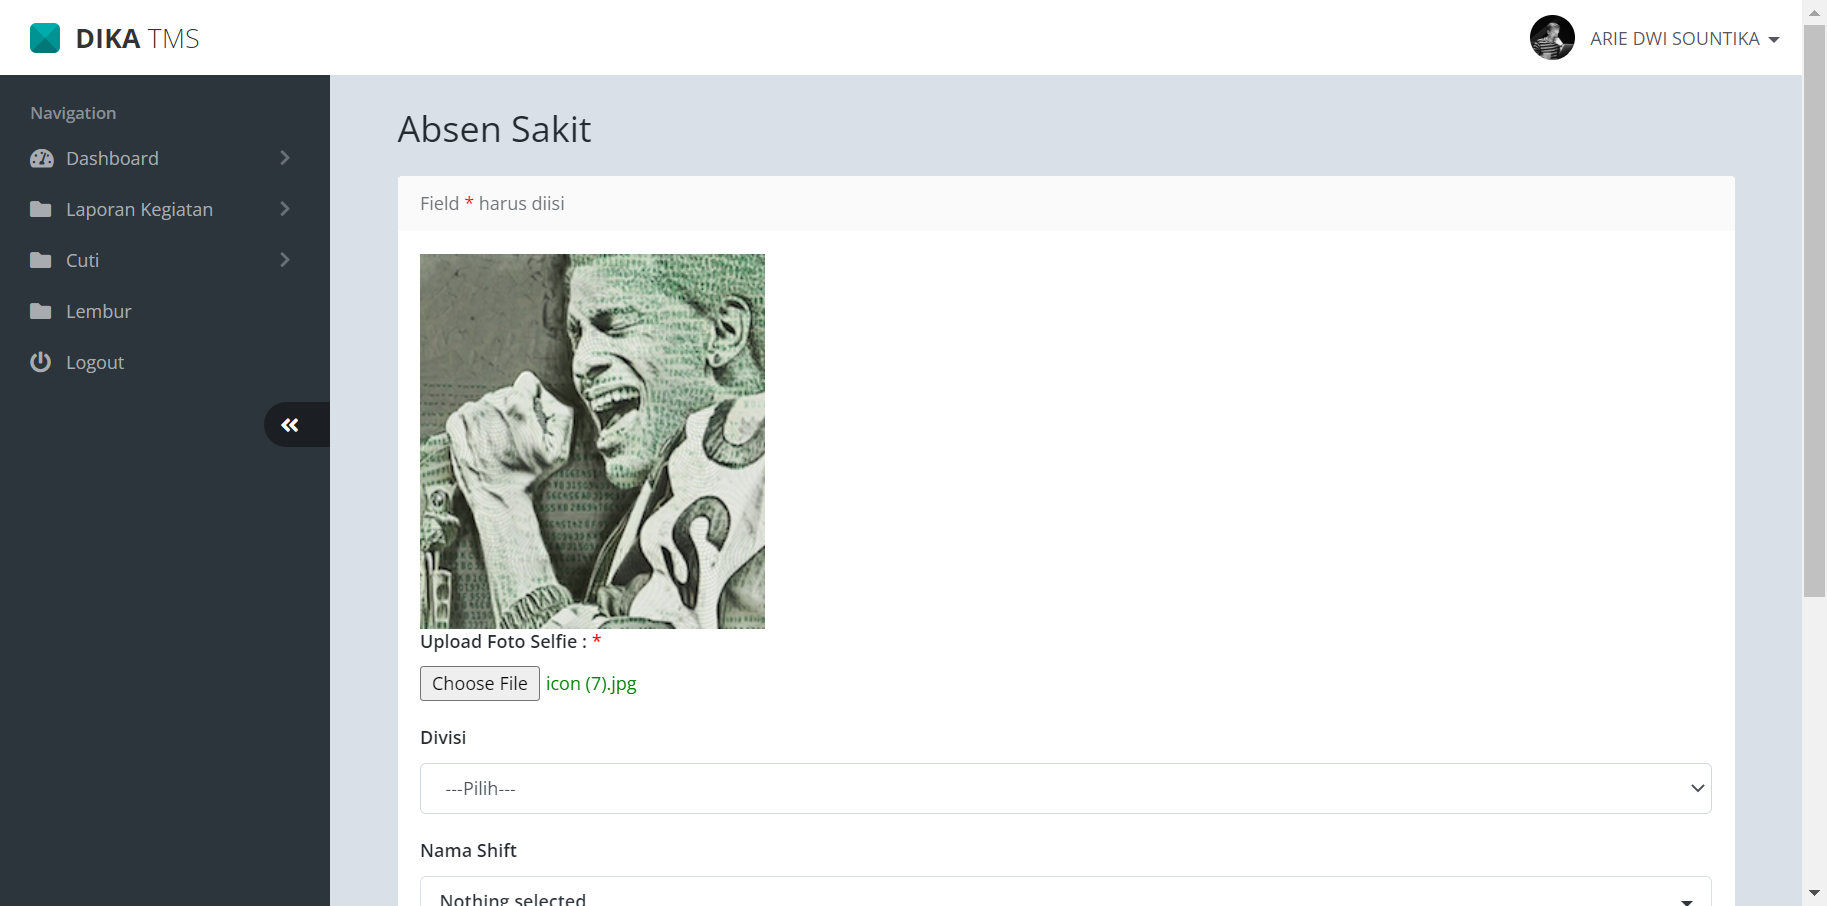 DIKA TMS
ARIE DWI SOUNTIKA
Navigation
Dashboard
Laporan Kegiatan
Cuti
Lembur
Logout
Absen Sakit
Field * harus diisi
Upload Foto Selfie : *
Choose File icon (7).jpg
Divisi
---Pilih---
Nama Shift
Nothing selected